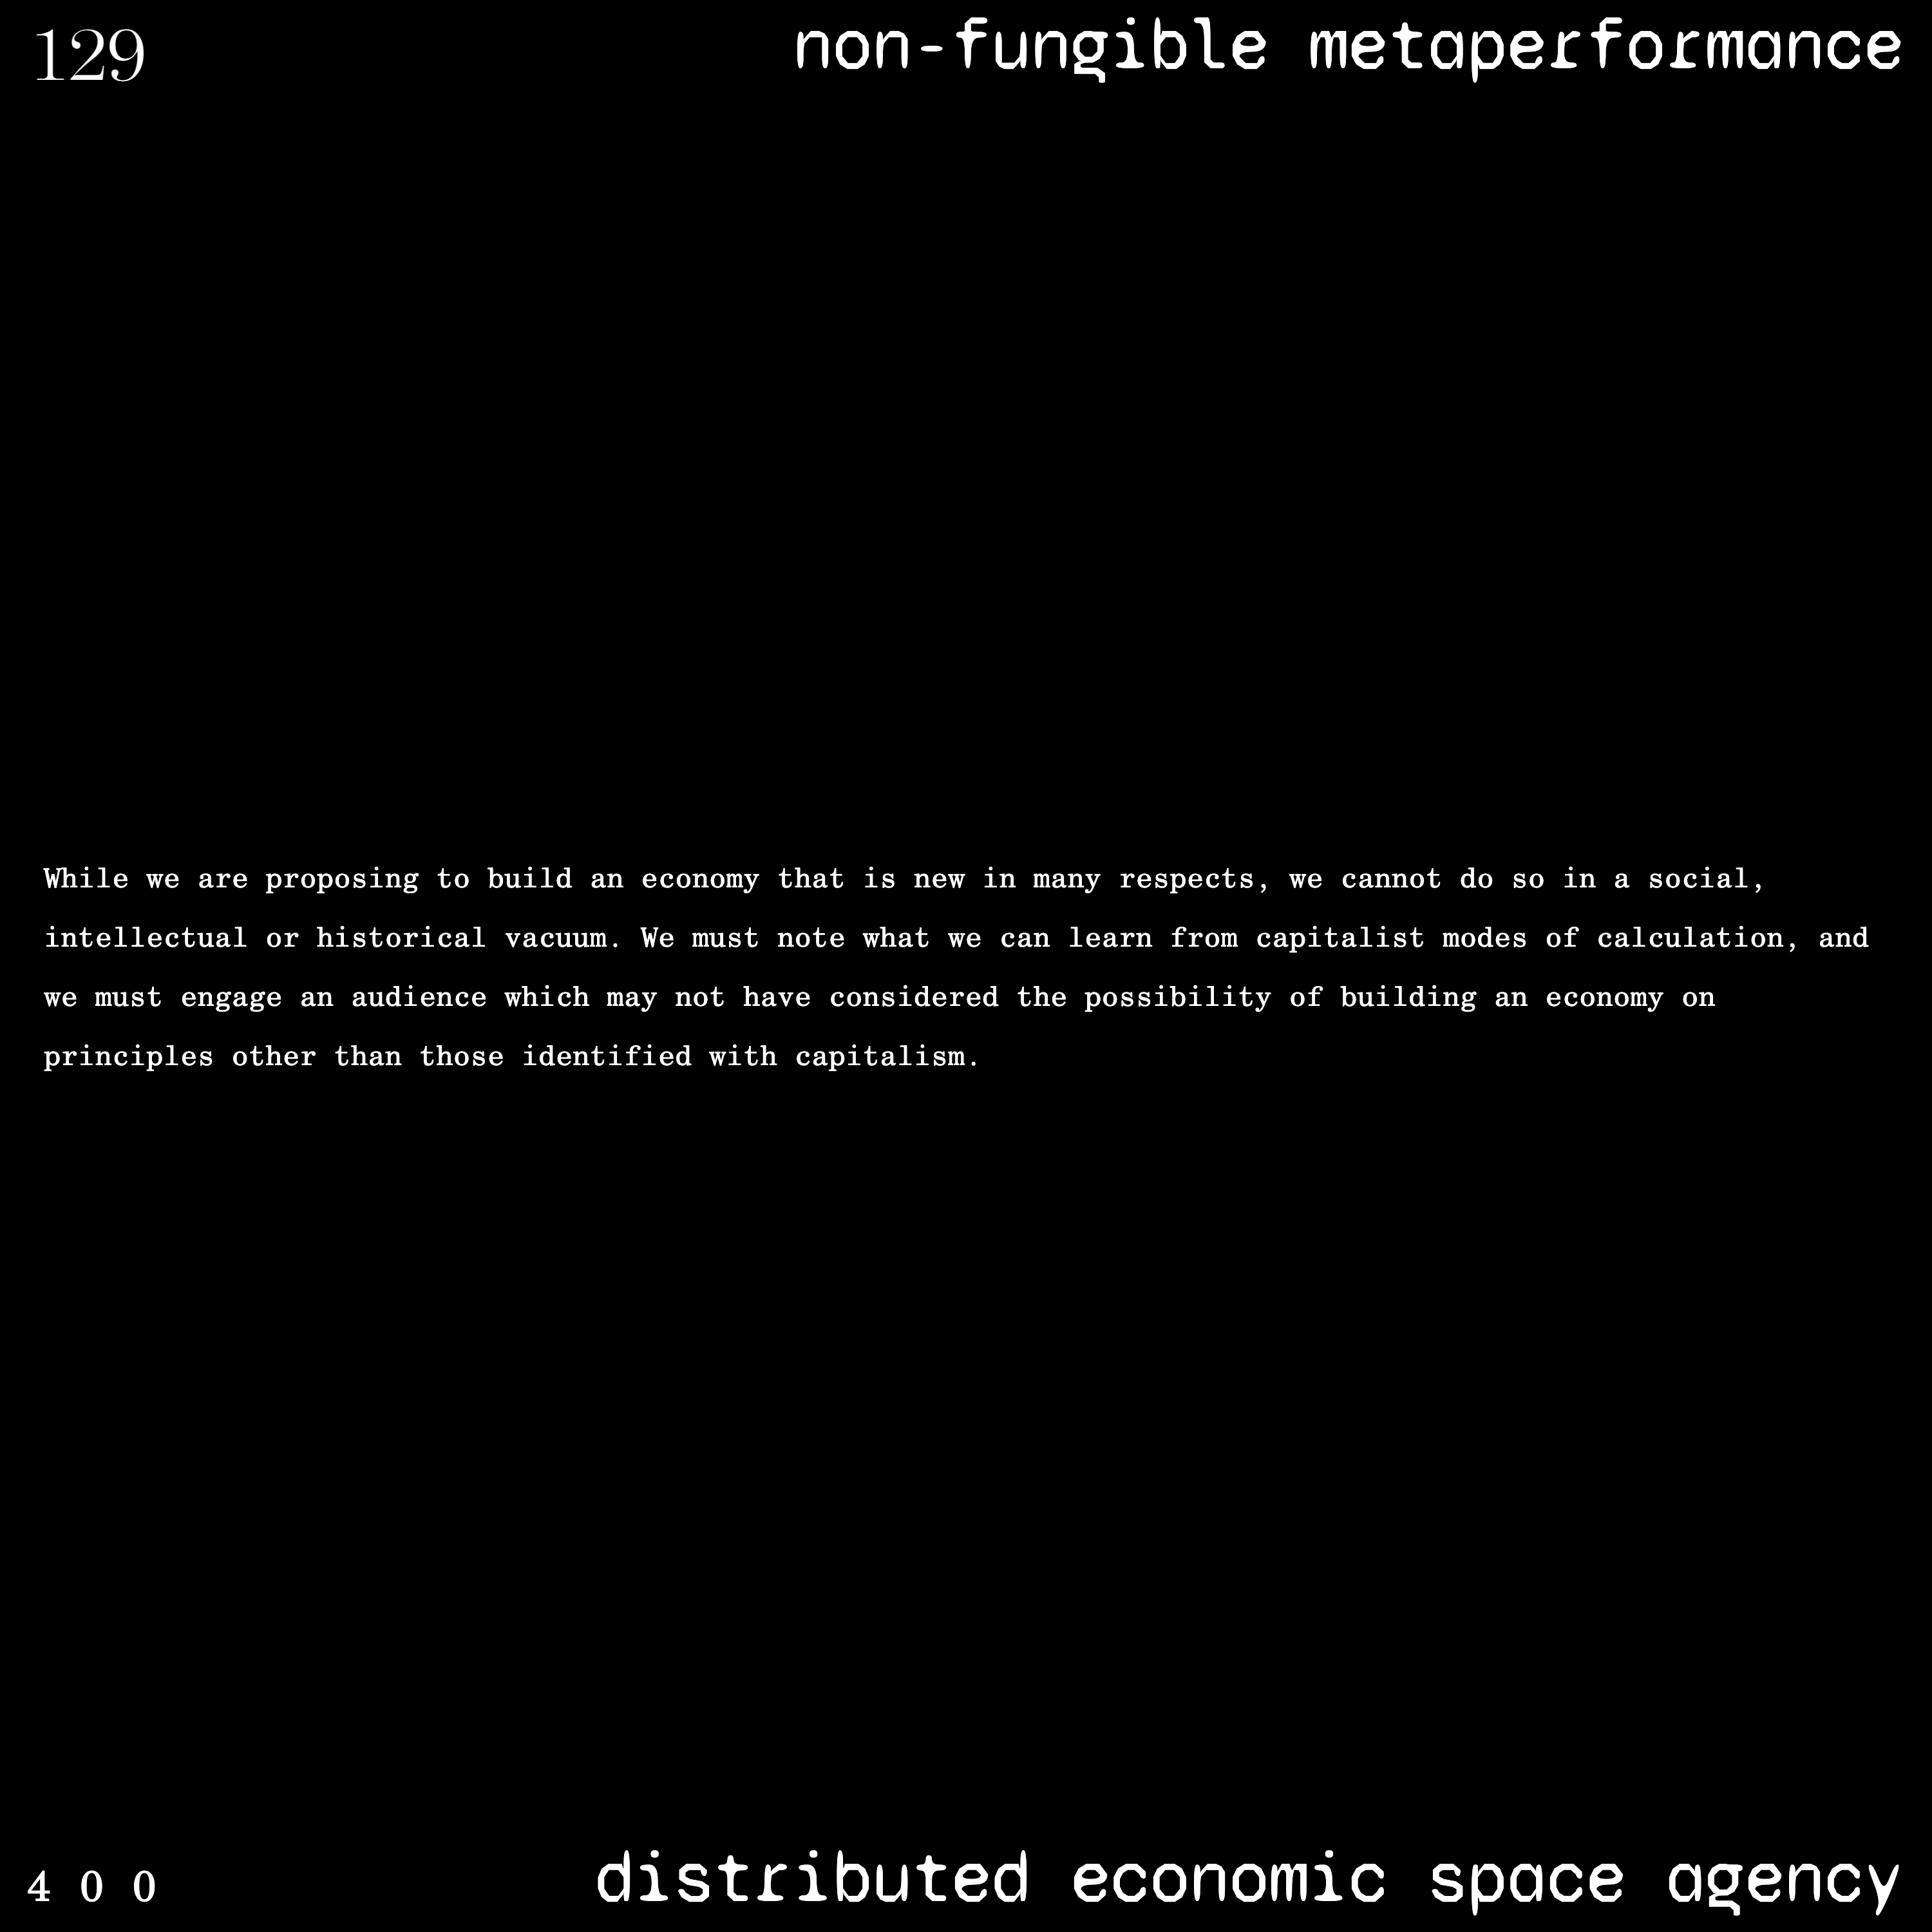 129
non-fungible metaperformance
While we are proposing to build an economy that is new in many respects, we cannot do so in a social,
intellectual or historical vacuum. We must note what we can learn from capitalist modes of calculation, and
we must engage an audience which may not have considered the possibility of building an economy on
principles other than those identified with capitalism.
4 0 0
distributed economic space agency